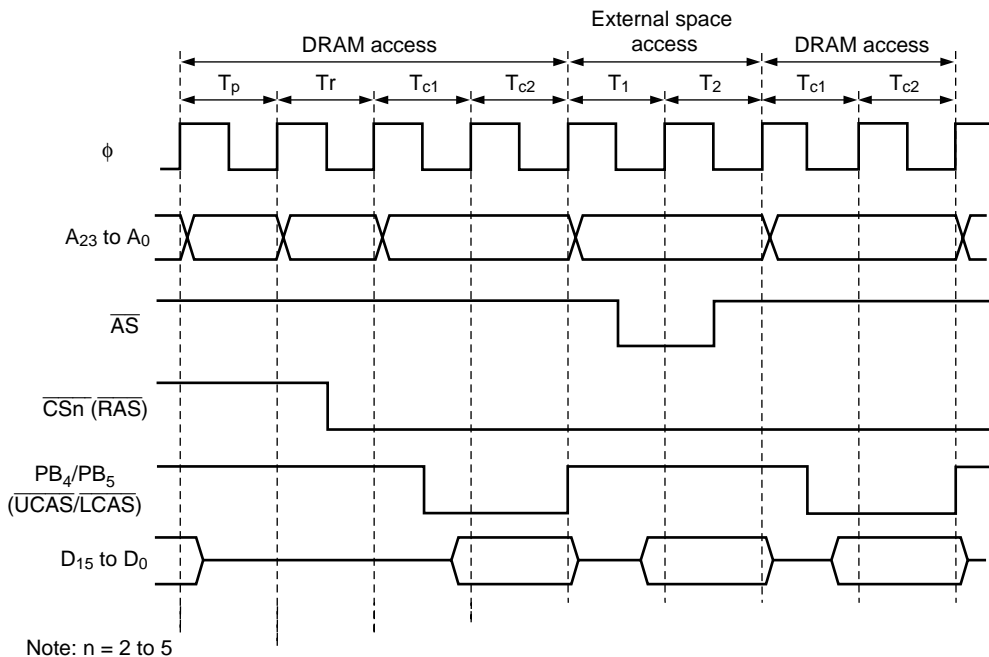 External space
DRAM access access DRAM access
Tp Tr Tc1 Tc2 T1 T2 Tc1 Tc2
φ
A23 to A0
AS
CSn (RAS)
PB4/PB5
(UCAS/LCAS)
D15 to D0
Note: n = 2 to 5